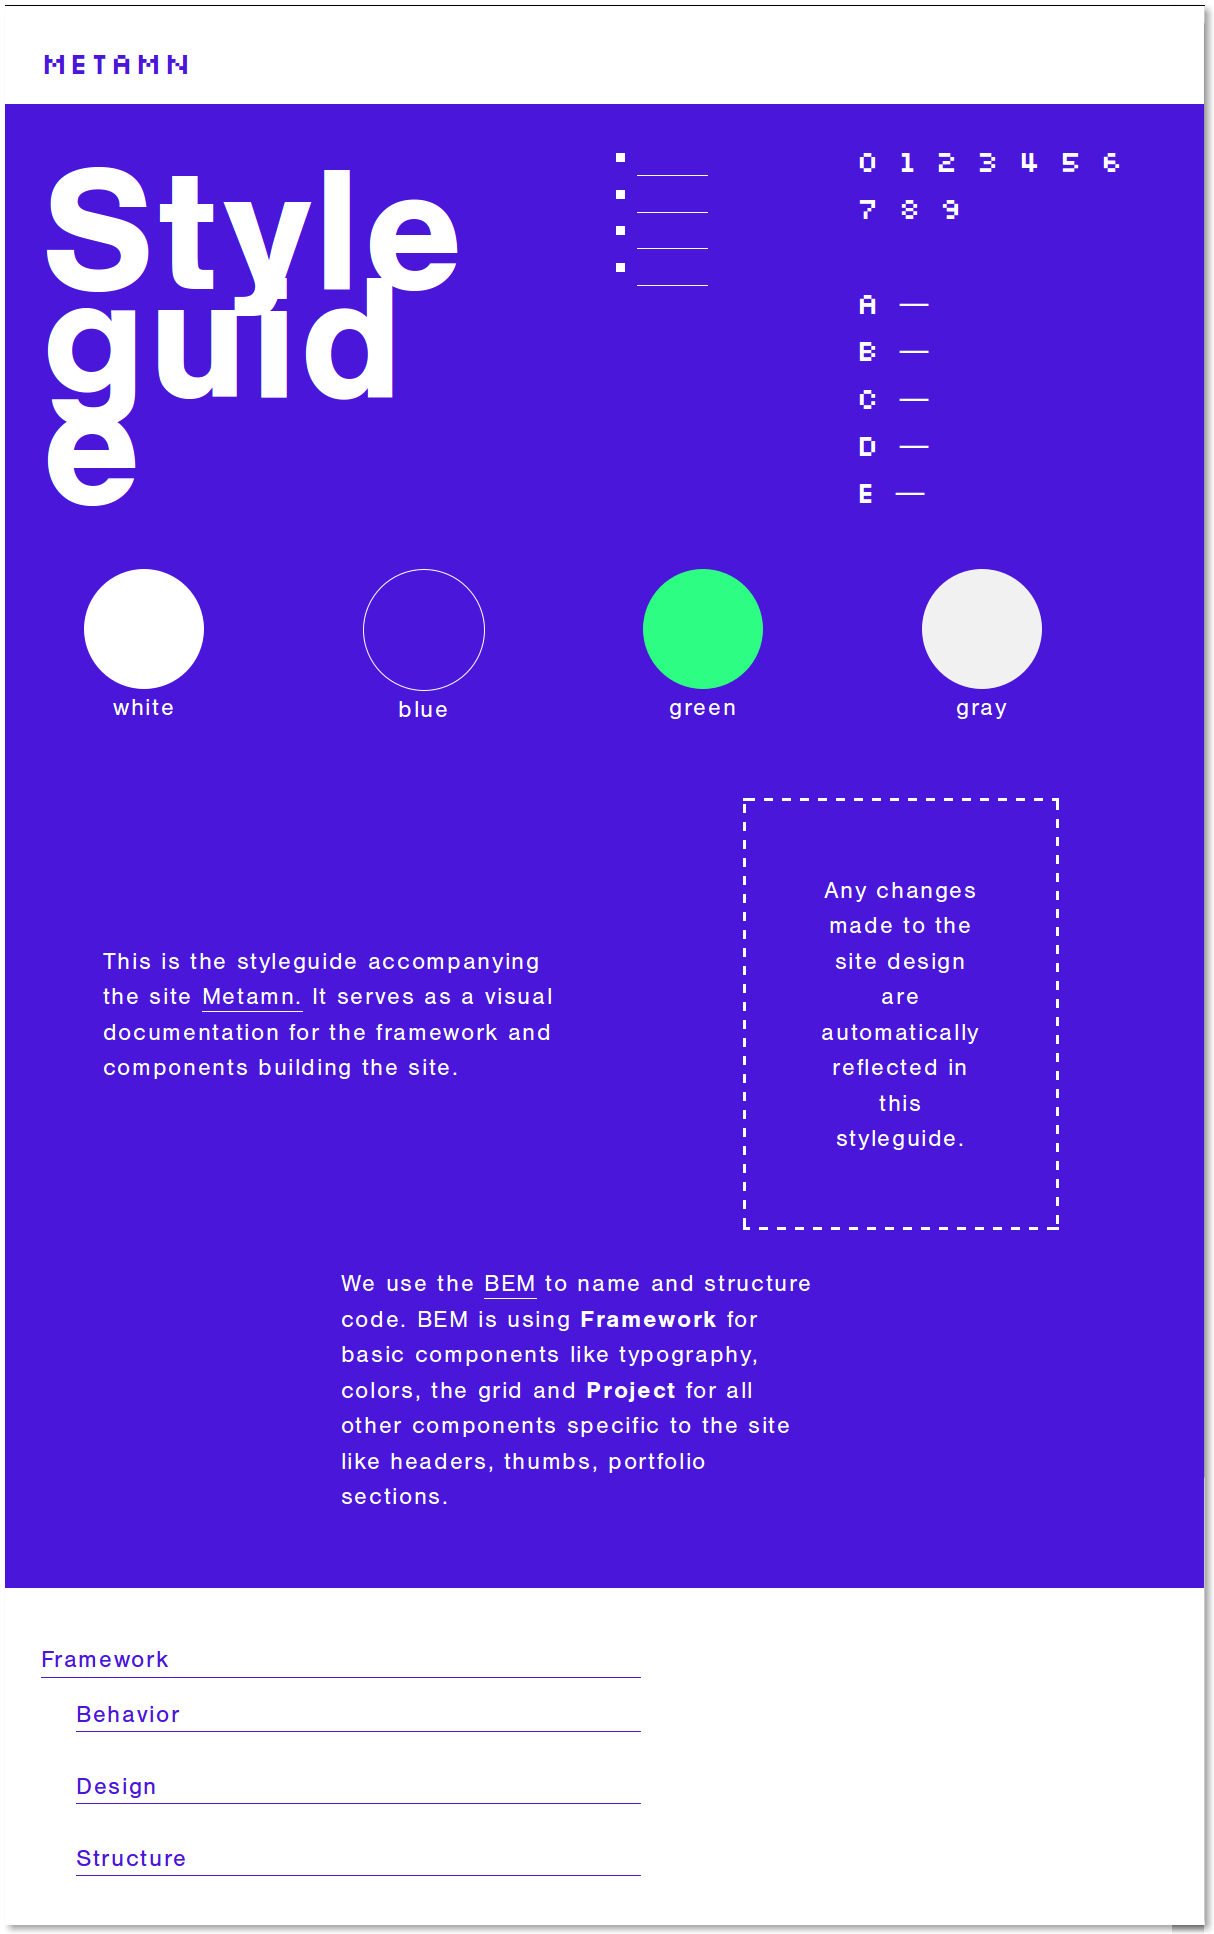 METAMN
Style
guid
e
0 1 2 3 4 5 6
7 8 9
A —
B —
C —
D —
E —
white
blue
green
gray
This is the styleguide accompanying
the site Metamn. It serves as a visual
documentation for the framework and
components building the site.
Any changes
made to the
site design
are
automatically
reflected in
this
styleguide.
We use the BEM to name and structure
code. BEM is using Framework for
basic components like typography,
colors, the grid and Project for all
other components specific to the site
like headers, thumbs, portfolio
sections.
Framework
Behavior
Design
Structure